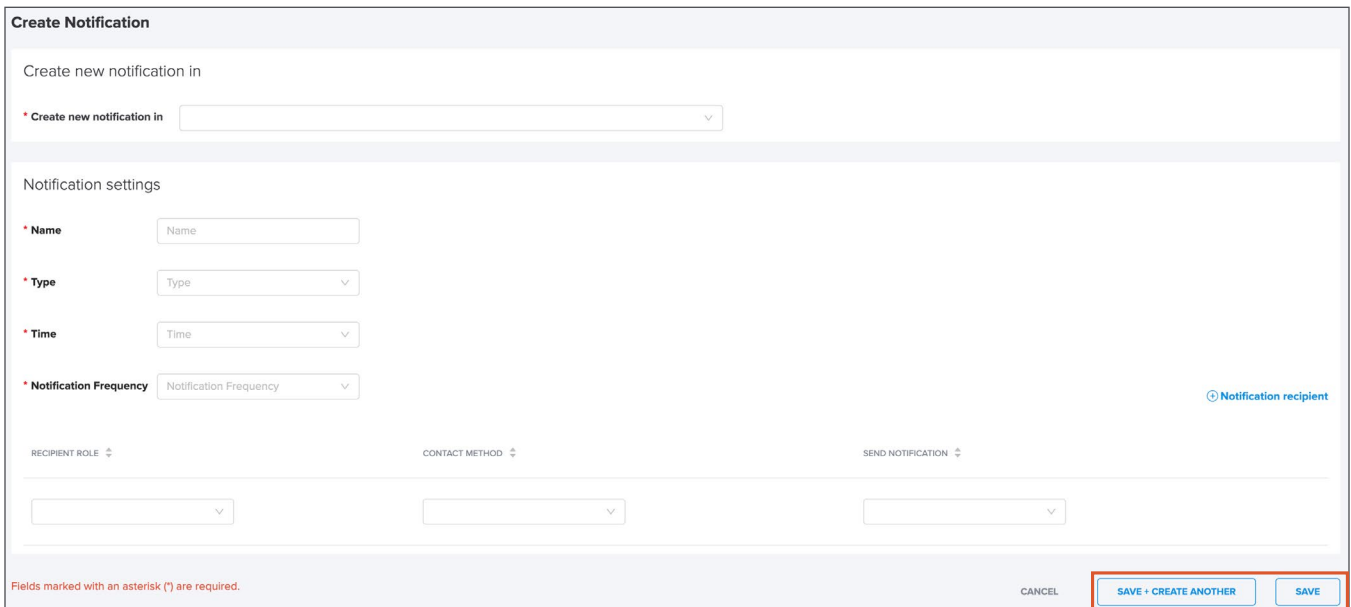 Create Notification
Create new notification in
* Create new notification in
Notification settings
* Name Name
* Type Type
* Time Time
* Notification Frequency Notification Frequency
Notification recipient
RECIPIENT ROLE CONTACT METHOD SEND NOTIFICATION
Fields marked with an asterisk (*) are required.
CANCEL SAVE + CREATE ANOTHER SAVE